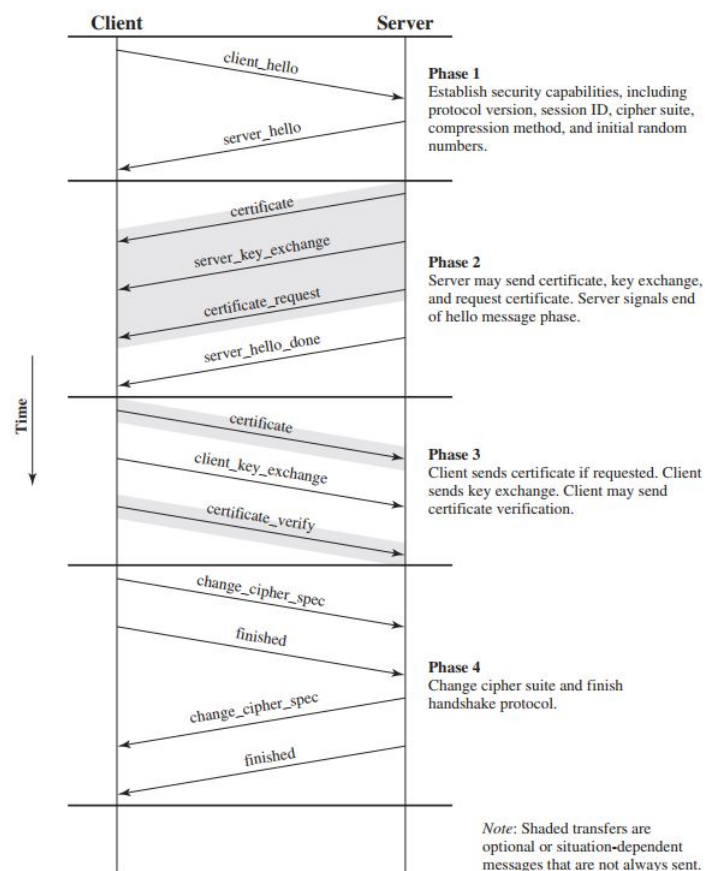 Client Server
client_hello
Phase 1
Establish security capabilities, including
protocol version, session ID, cipher suite,
compression method, and initial random
numbers.
server_hello
certificate
server_key_exchange
Phase 2
Server may send certificate, key exchange,
and request certificate. Server signals end
of hello message phase.
certificate_request
server_hello_done
Time
certificate
client_key_exchange
Phase 3
Client sends certificate if requested. Client
sends key exchange. Client may send
certificate verification.
certificate_verify
change_cipher_spec
finished
Phase 4
Change cipher suite and finish
handshake protocol.
change_cipher_spec
finished
Note: Shaded transfers are
optional or situation-dependent
messages that are not always sent.